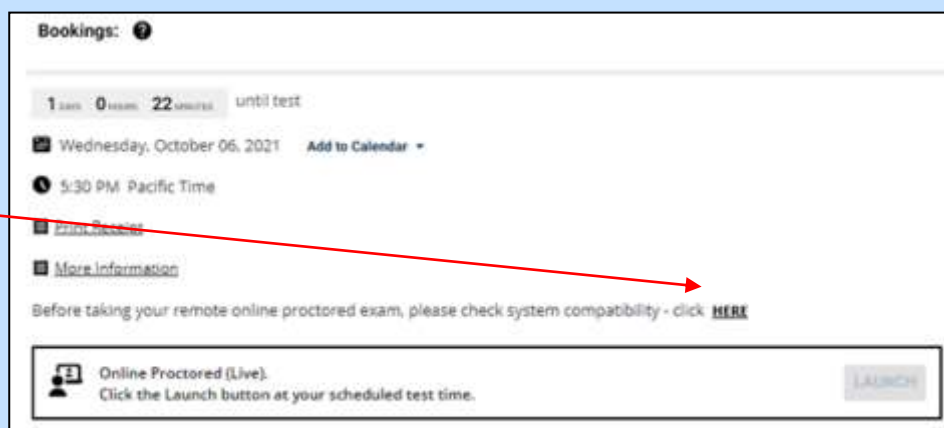 Bookings: ?
1 DAYS 0 HOURS 22 MINUTES until test
Wednesday, October 06, 2021 Add to Calendar
5:30 PM Pacific Time
Print Receipt
More Information
Before taking your remote online proctored exam, please check system compatibility - click HERE
Online Proctored (Live).
Click the Launch button at your scheduled test time.
LAUNCH